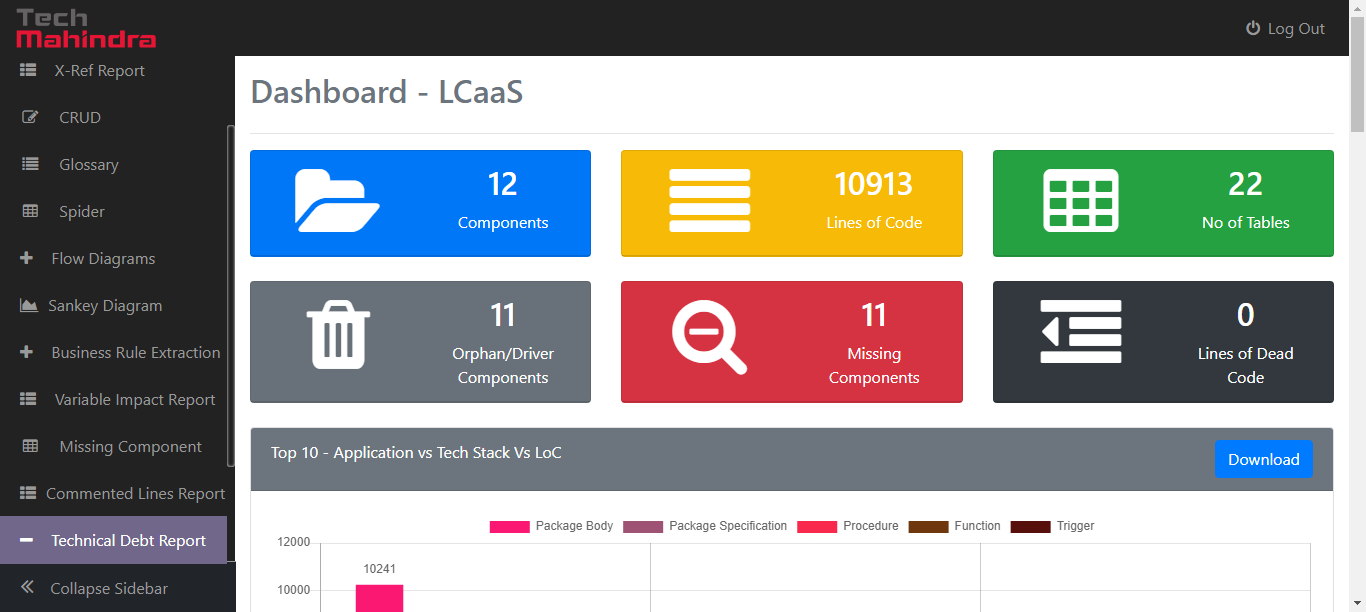 Tech
Mahindra
Log Out
X-Ref Report
CRUD
Glossary
Spider
Flow Diagrams
Sankey Diagram
Business Rule Extraction
Variable Impact Report
Missing Component
Commented Lines Report
Technical Debt Report
Collapse Sidebar
Dashboard - LCaaS
12
Components
10913
Lines of Code
22
No of Tables
11
Orphan/Driver
Components
11
Missing
Components
0
Lines of Dead
Code
Top 10 - Application vs Tech Stack Vs LoC
Download
Package Body Package Specification Procedure Function Trigger
12000
10241
10000